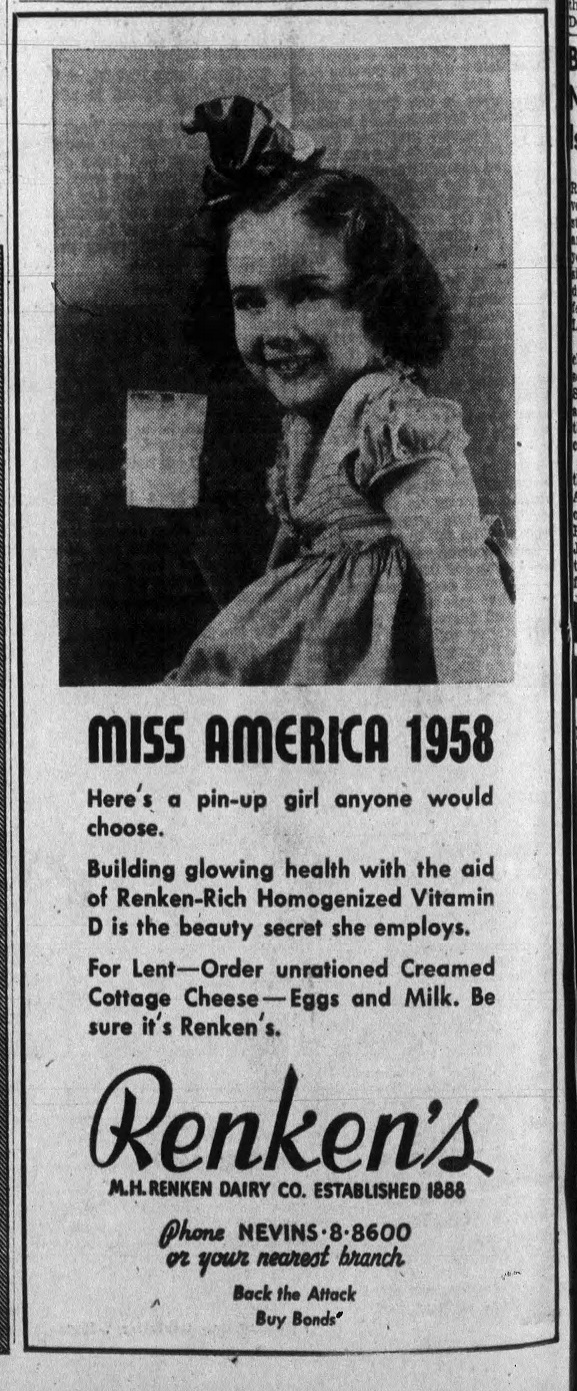 MISS AMERICA 1958
Here's a pin-up girl anyone would
choose.
Building glowing health with the aid
of Renken-Rich Homogenized Vitamin
D is the beauty secret she employs.
For Lent—Order unrationed Creamed
Cottage Cheese—Eggs and Milk. Be
sure it's Renken's.
Renken's
M.H. RENKEN DAIRY CO. ESTABLISHED 1888
Phone NEVINS·8·8600
or your nearest branch
Back the Attack
Buy Bonds